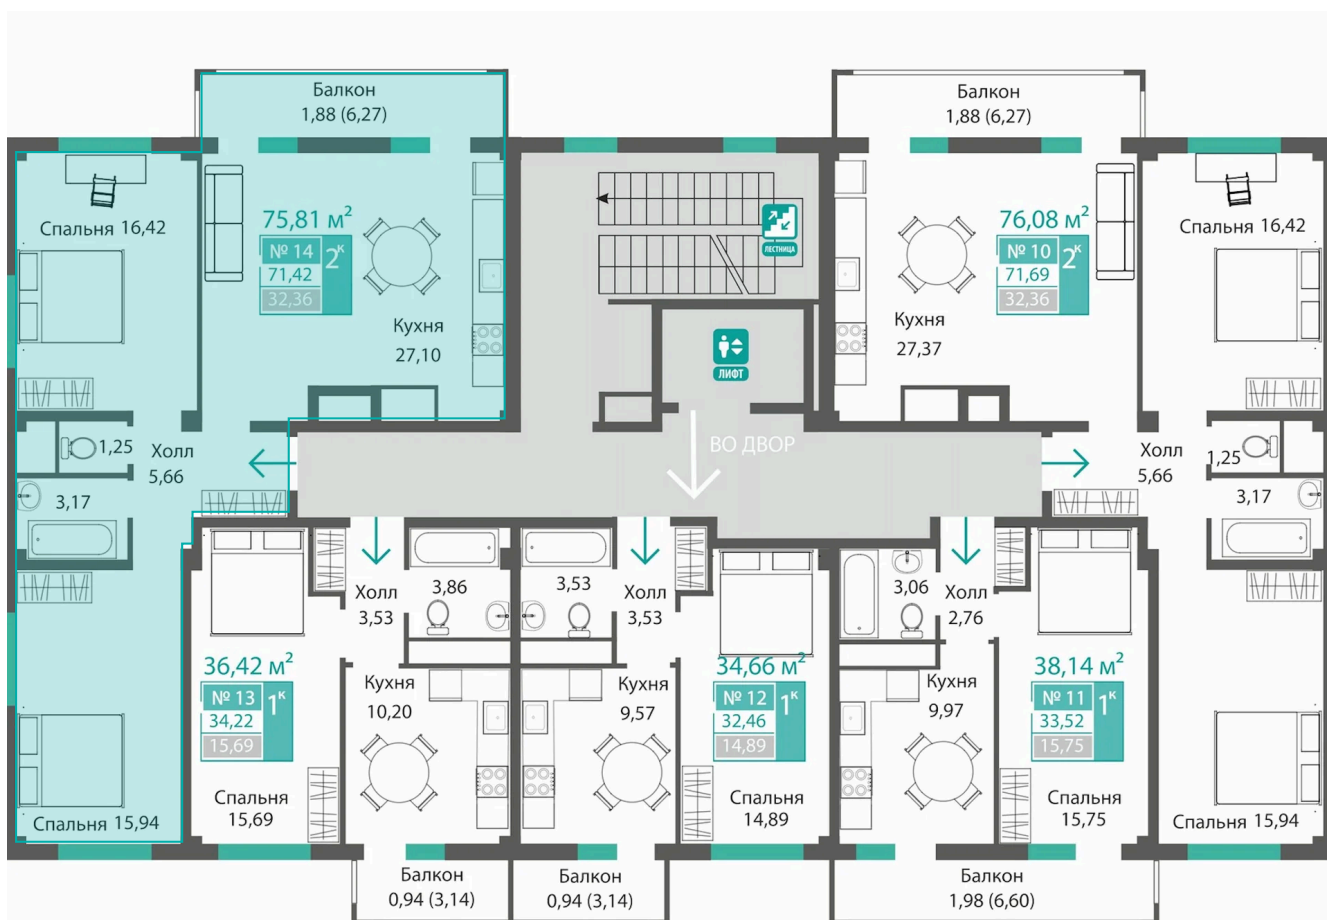 Балкон
1,88 (6,27)
Балкон
1,88 (6,27)
Спальня 16,42
75,81 м²
№ 14
71,42
32,36
2к
Кухня
27,10
ЛЕСТНИЦА
ЛИФТ
76,08 м²
№ 10
71,69
32,36
2к
Кухня
27,37
Спальня 16,42
1,25
Холл
5,66
3,17
ВО ДВОР
Холл
5,66
1,25
3,17
Холл
3,53
3,86
3,53
Холл
3,53
3,06
Холл
2,76
36,42 м²
№ 13
34,22
15,69
1к
Кухня
10,20
Кухня
9,57
34,66 м²
№ 12
32,46
14,89
1к
Кухня
9,97
38,14 м²
№ 11
33,52
15,75
1к
Спальня 15,94
Спальня
15,69
Спальня
14,89
Спальня
15,75
Спальня 15,94
Балкон
0,94 (3,14)
Балкон
0,94 (3,14)
Балкон
1,98 (6,60)